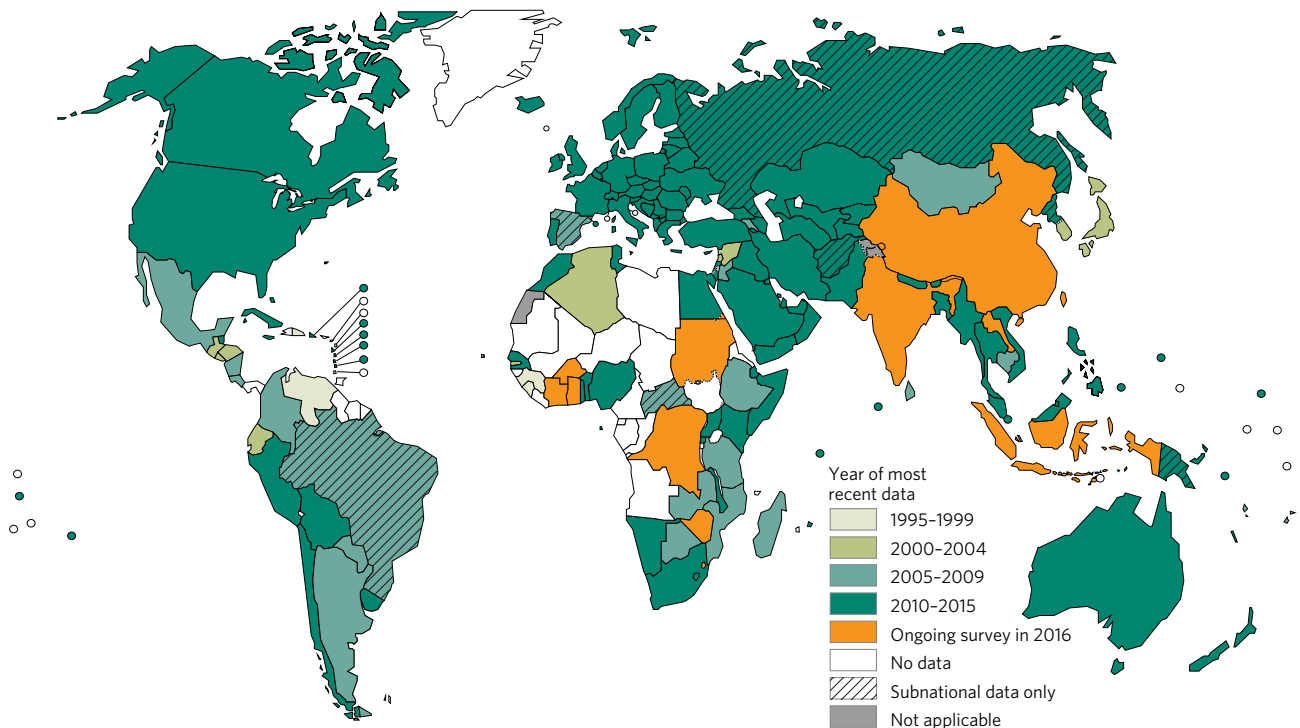 Year of most
recent data
1995–1999
2000–2004
2005–2009
2010–2015
Ongoing survey in 2016
No data
Subnational data only
Not applicable